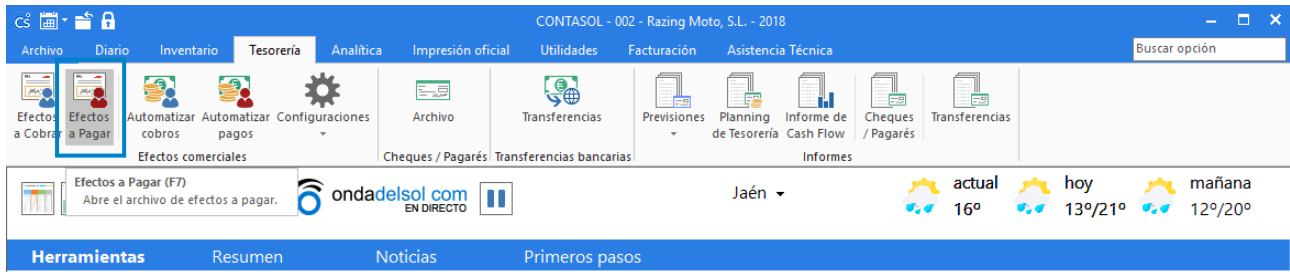 CONTASOL - 002 - Razing Moto, S.L. - 2018
Archivo Diario Inventario Tesorería Analítica Impresión oficial Utilidades Facturación Asistencia Técnica Buscar opción
Efectos a Cobrar
Efectos a Pagar
Automatizar cobros
Automatizar pagos
Configuraciones
Archivo
Transferencias
Previsiones
Planning de Tesorería
Informe de Cash Flow
Cheques / Pagarés
Transferencias
Efectos comerciales Cheques / Pagarés Transferencias bancarias Informes
Efectos a Pagar (F7)
Abre el archivo de efectos a pagar.
ondadelsol com
EN DIRECTO
Jaén
actual
16º
hoy
13º/21º
mañana
12º/20º
Herramientas Resumen Noticias Primeros pasos